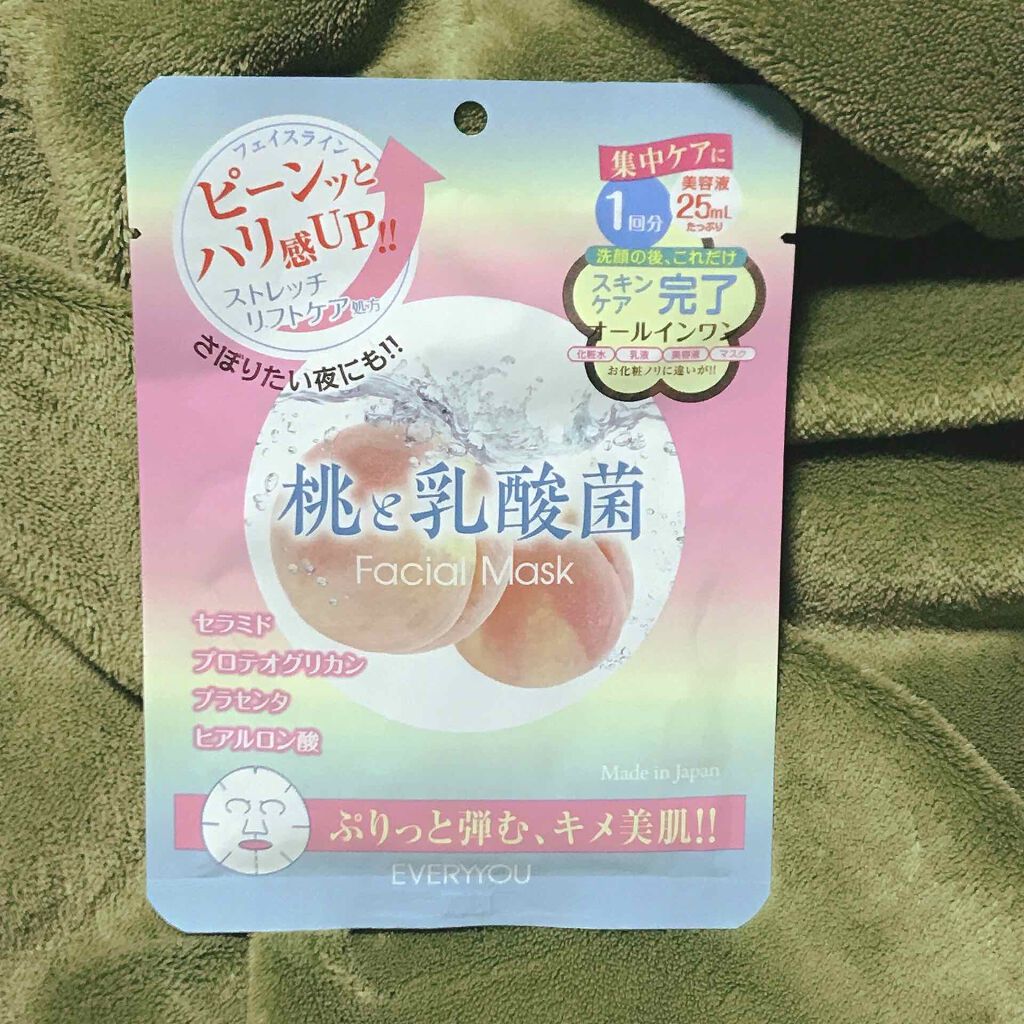 フェイスライン
ピーンッと
ハリ感UP!!
ストレッチ
リフトケア処方
さぼりたい夜にも!!
集中ケアに
1回分
美容液
25mL
たっぷり
洗顔の後、これだけ
スキン
ケア 完了
オールインワン
化粧水 乳液 美容液 マスク
お化粧ノリに違いが!!
桃と乳酸菌
Facial Mask
セラミド
プロテオグリカン
プラセンタ
ヒアルロン酸
Made in Japan
ぷりっと弾む、キメ美肌!!
EVERYYOU